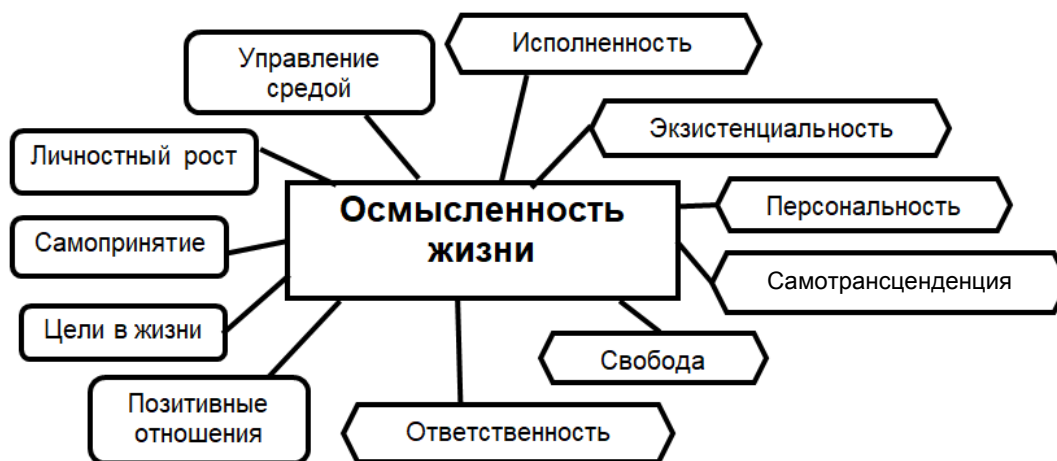 Управление
средой
Исполненность
Экзистенциальность
Личностный рост
Осмысленность
жизни
Персональность
Самопринятие
Самотрансценденция
Цели в жизни
Свобода
Позитивные
отношения
Ответственность